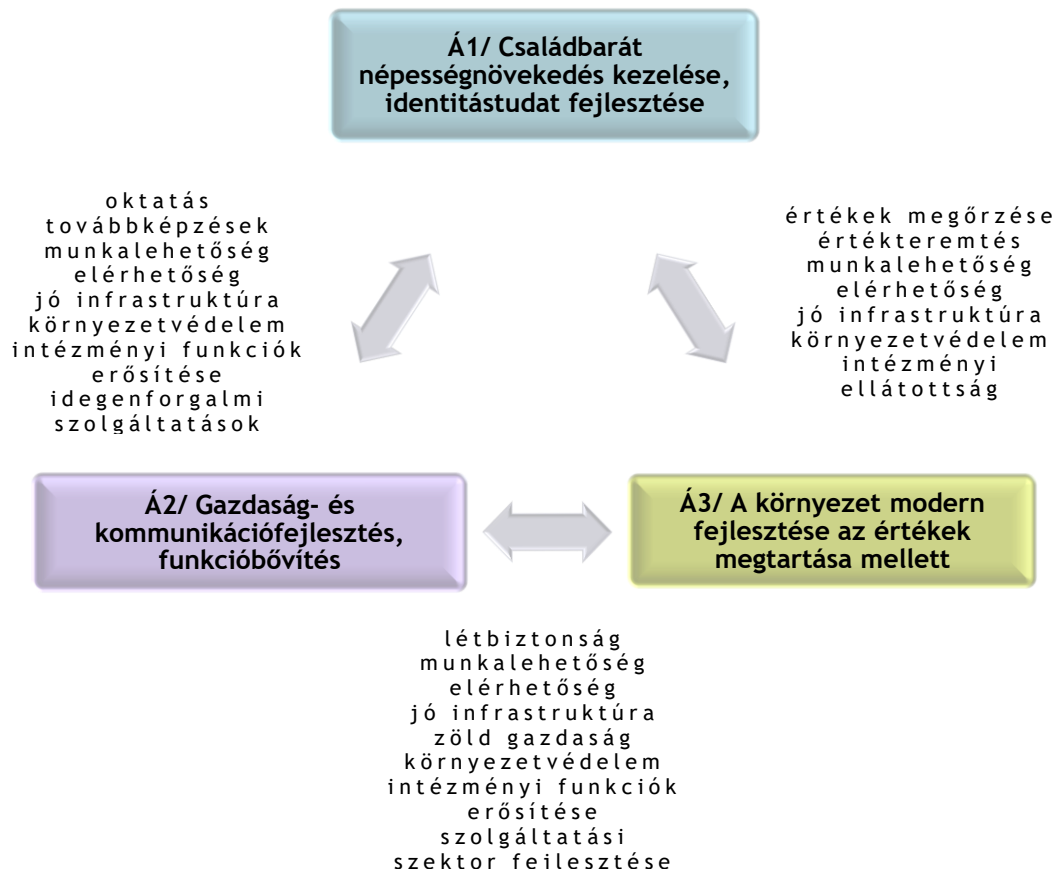 Á1/ Családbarát
népességnövekedés kezelése,
identitástudat fejlesztése
oktatás
továbbképzések
munkalehetőség
elérhetőség
jó infrastruktúra
környezetvédelem
intézményi funkciók
erősítése
idegenforgalmi
szolgáltatások
értékek megőrzése
értékteremtés
munkalehetőség
elérhetőség
jó infrastruktúra
környezetvédelem
intézményi
ellátottság
Á2/ Gazdaság- és
kommunikációfejlesztés,
funkcióbővítés
Á3/ A környezet modern
fejlesztése az értékek
megtartása mellett
létbiztonság
munkalehetőség
elérhetőség
jó infrastruktúra
zöld gazdaság
környezetvédelem
intézményi funkciók
erősítése
szolgáltatási
szektor fejlesztése